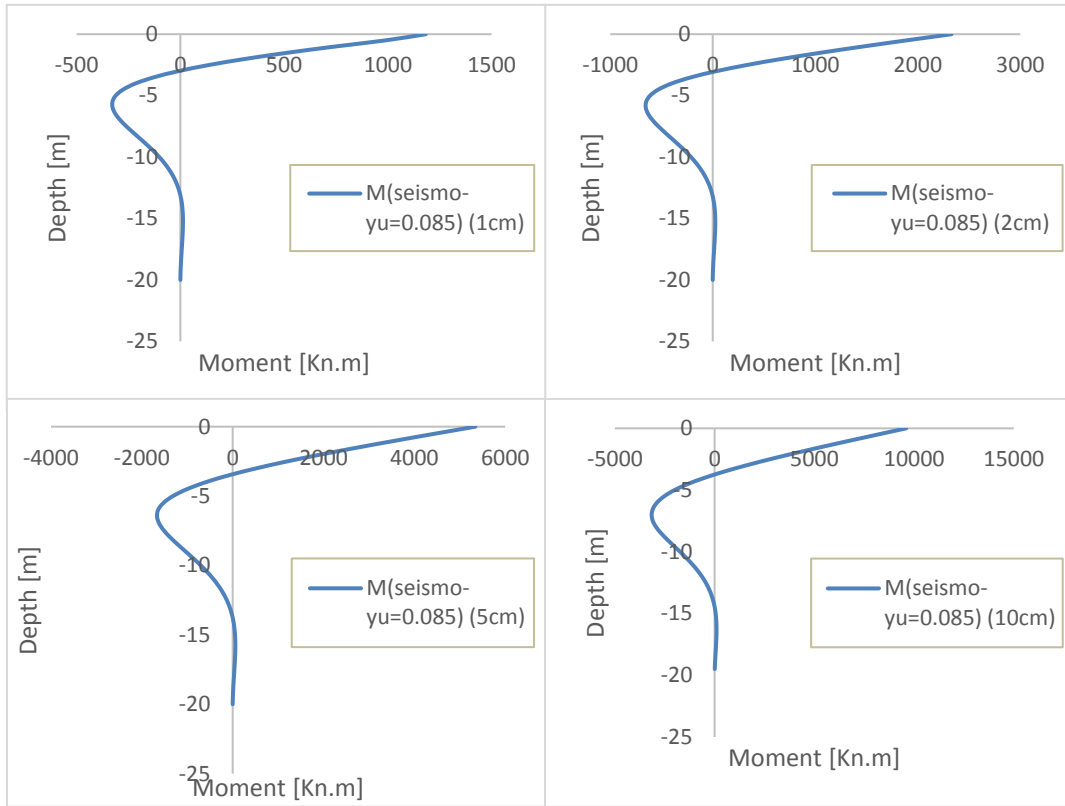 0
-500 0 500 1000 1500
-5
-10
-15
-20
-25
Depth [m]
Moment [Kn.m]
M(seismo-
yu=0.085) (1cm)
0
-1000 0 1000 2000 3000
-5
-10
-15
-20
-25
Depth [m]
Moment [Kn.m]
M(seismo-
yu=0.085) (2cm)
0
-4000 -2000 0 2000 4000 6000
-5
-10
-15
-20
-25
Depth [m]
Moment [Kn.m]
M(seismo-
yu=0.085) (5cm)
0
-5000 0 5000 10000 15000
-5
-10
-15
-20
-25
Depth [m]
Moment [Kn.m]
M(seismo-
yu=0.085) (10cm)